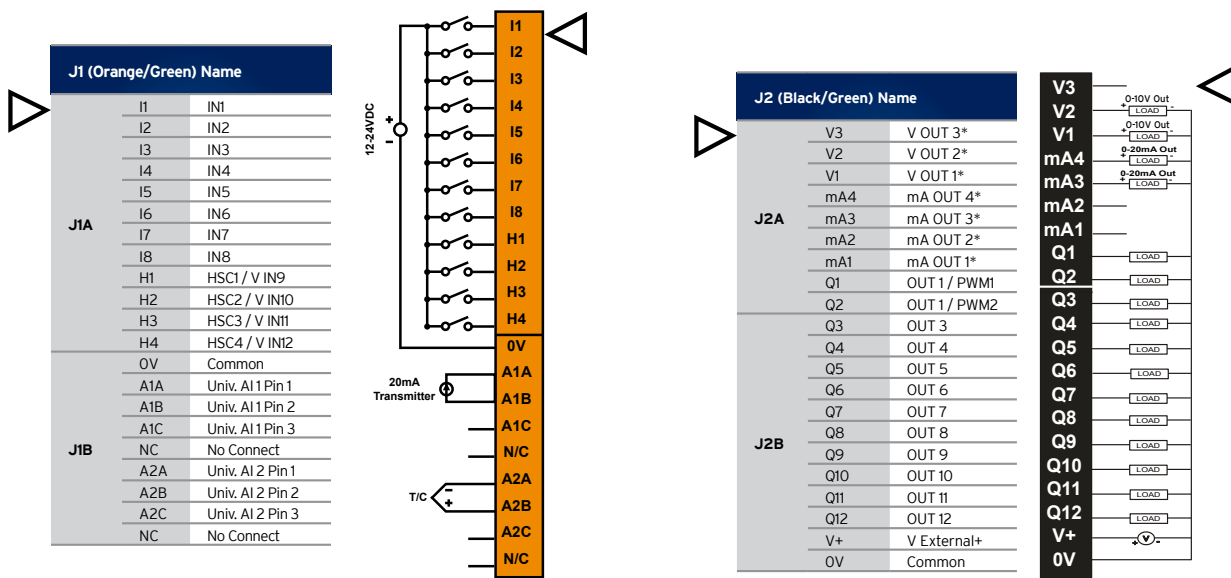 J1 (Orange/Green) Name
J1A
I1 IN1
I2 IN2
I3 IN3
I4 IN4
I5 IN5
I6 IN6
I7 IN7
I8 IN8
H1 HSC1 / V IN9
H2 HSC2 / V IN10
H3 HSC3 / V IN11
H4 HSC4 / V IN12
J1B
0V Common
A1A Univ. AI 1 Pin 1
A1B Univ. AI 1 Pin 2
A1C Univ. AI 1 Pin 3
NC No Connect
A2A Univ. AI 2 Pin 1
A2B Univ. AI 2 Pin 2
A2C Univ. AI 2 Pin 3
NC No Connect
12-24VDC
+
-
I1
I2
I3
I4
I5
I6
I7
I8
H1
H2
H3
H4
0V
20mA
Transmitter
A1A
A1B
A1C
N/C
T/C
-
+
A2A
A2B
A2C
N/C
J2 (Black/Green) Name
J2A
V3 V OUT 3*
V2 V OUT 2*
V1 V OUT 1*
mA4 mA OUT 4*
mA3 mA OUT 3*
mA2 mA OUT 2*
mA1 mA OUT 1*
Q1 OUT 1 / PWM1
Q2 OUT 1 / PWM2
J2B
Q3 OUT 3
Q4 OUT 4
Q5 OUT 5
Q6 OUT 6
Q7 OUT 7
Q8 OUT 8
Q9 OUT 9
Q10 OUT 10
Q11 OUT 11
Q12 OUT 12
V+ V External+
0V Common
V3
0-10V Out
V2 + LOAD -
0-10V Out
V1 + LOAD -
0-20mA Out
mA4 + LOAD -
0-20mA Out
mA3 + LOAD -
mA2
mA1
Q1 LOAD
Q2 LOAD
Q3 LOAD
Q4 LOAD
Q5 LOAD
Q6 LOAD
Q7 LOAD
Q8 LOAD
Q9 LOAD
Q10 LOAD
Q11 LOAD
Q12 LOAD
V+ + V -
0V